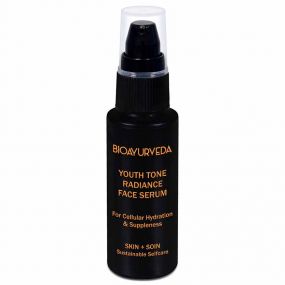 BIOAYURVEDA
YOUTH TONE
RADIANCE
FACE SERUM
For Cellular Hydration
& Suppleness
SKIN + SOIN
Sustainable Selfcare